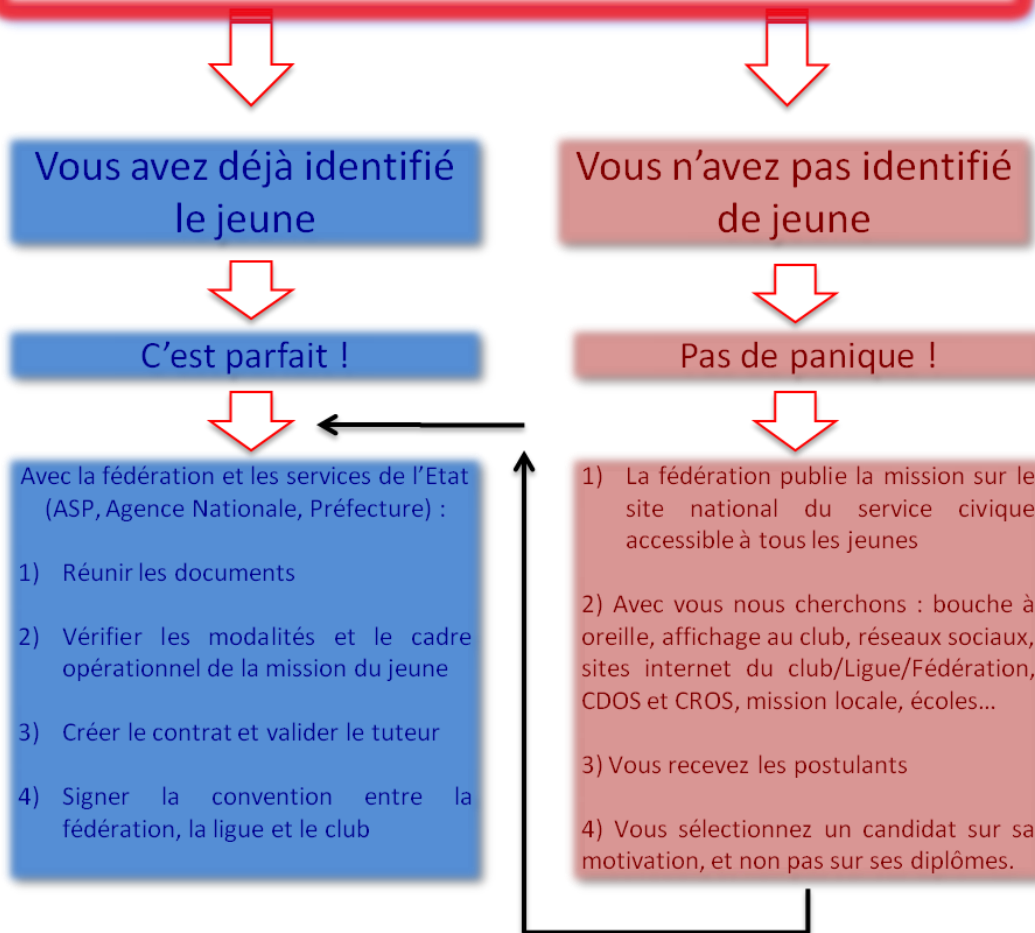 Vous avez déjà identifié
le jeune
C'est parfait !
Avec la fédération et les services de l'Etat
(ASP, Agence Nationale, Préfecture) :
1) Réunir les documents
2) Vérifier les modalités et le cadre
opérationnel de la mission du jeune
3) Créer le contrat et valider le tuteur
4) Signer la convention entre la
fédération, la ligue et le club
Vous n'avez pas identifié
de jeune
Pas de panique !
1) La fédération publie la mission sur le
site national du service civique
accessible à tous les jeunes
2) Avec vous nous cherchons : bouche à
oreille, affichage au club, réseaux sociaux,
sites internet du club/Ligue/Fédération,
CDOS et CROS, mission locale, écoles...
3) Vous recevez les postulants
4) Vous sélectionnez un candidat sur sa
motivation, et non pas sur ses diplômes.